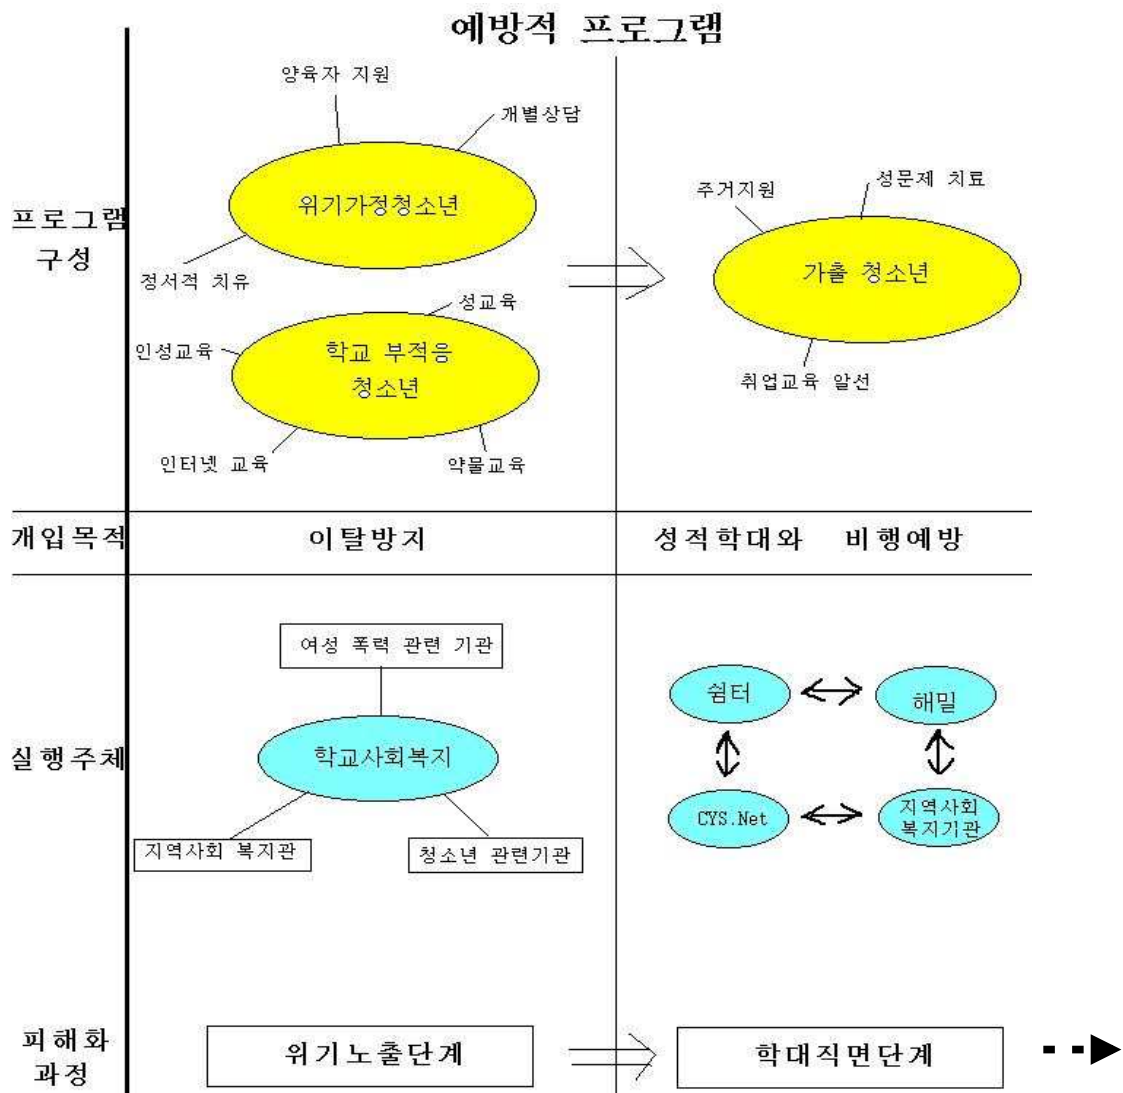 예방적 프로그램
양육자 지원
개별상담
위기가정청소년
정서적 치유
성교육
인성교육
학교 부적응
청소년
인터넷 교육
약물교육
주거지원
성문제 치료
가출 청소년
취업교육 알선
프로그램
구성
개입목적
이탈방지
성적학대와 비행예방
실행주체
여성 폭력 관련 기관
학교사회복지
지역사회 복지관
청소년 관련기관
쉼터
해밀
CYS.Net
지역사회
복지기관
피해화
과정
위기노출단계
학대직면단계